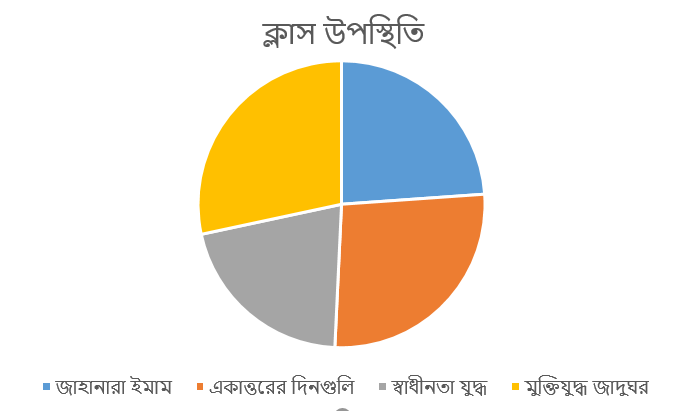 ক্লাস উপস্থিতি
জাহানারা ইমাম একাত্তরের দিনগুলি স্বাধীনতা যুদ্ধ মুক্তিযুদ্ধ জাদুঘর